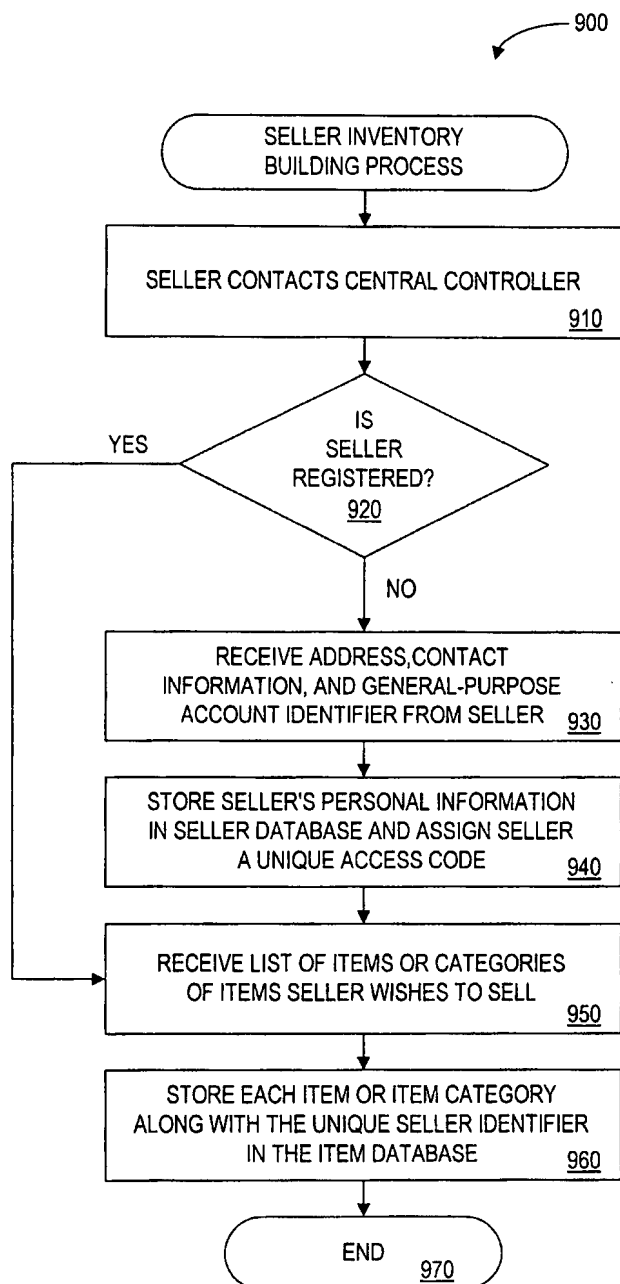 900
SELLER INVENTORY
BUILDING PROCESS
SELLER CONTACTS CENTRAL CONTROLLER
910
IS
SELLER
REGISTERED?
920
YES
NO
RECEIVE ADDRESS,CONTACT
INFORMATION, AND GENERAL-PURPOSE
ACCOUNT IDENTIFIER FROM SELLER
930
STORE SELLER'S PERSONAL INFORMATION
IN SELLER DATABASE AND ASSIGN SELLER
A UNIQUE ACCESS CODE
940
RECEIVE LIST OF ITEMS OR CATEGORIES
OF ITEMS SELLER WISHES TO SELL
950
STORE EACH ITEM OR ITEM CATEGORY
ALONG WITH THE UNIQUE SELLER IDENTIFIER
IN THE ITEM DATABASE
960
END
970